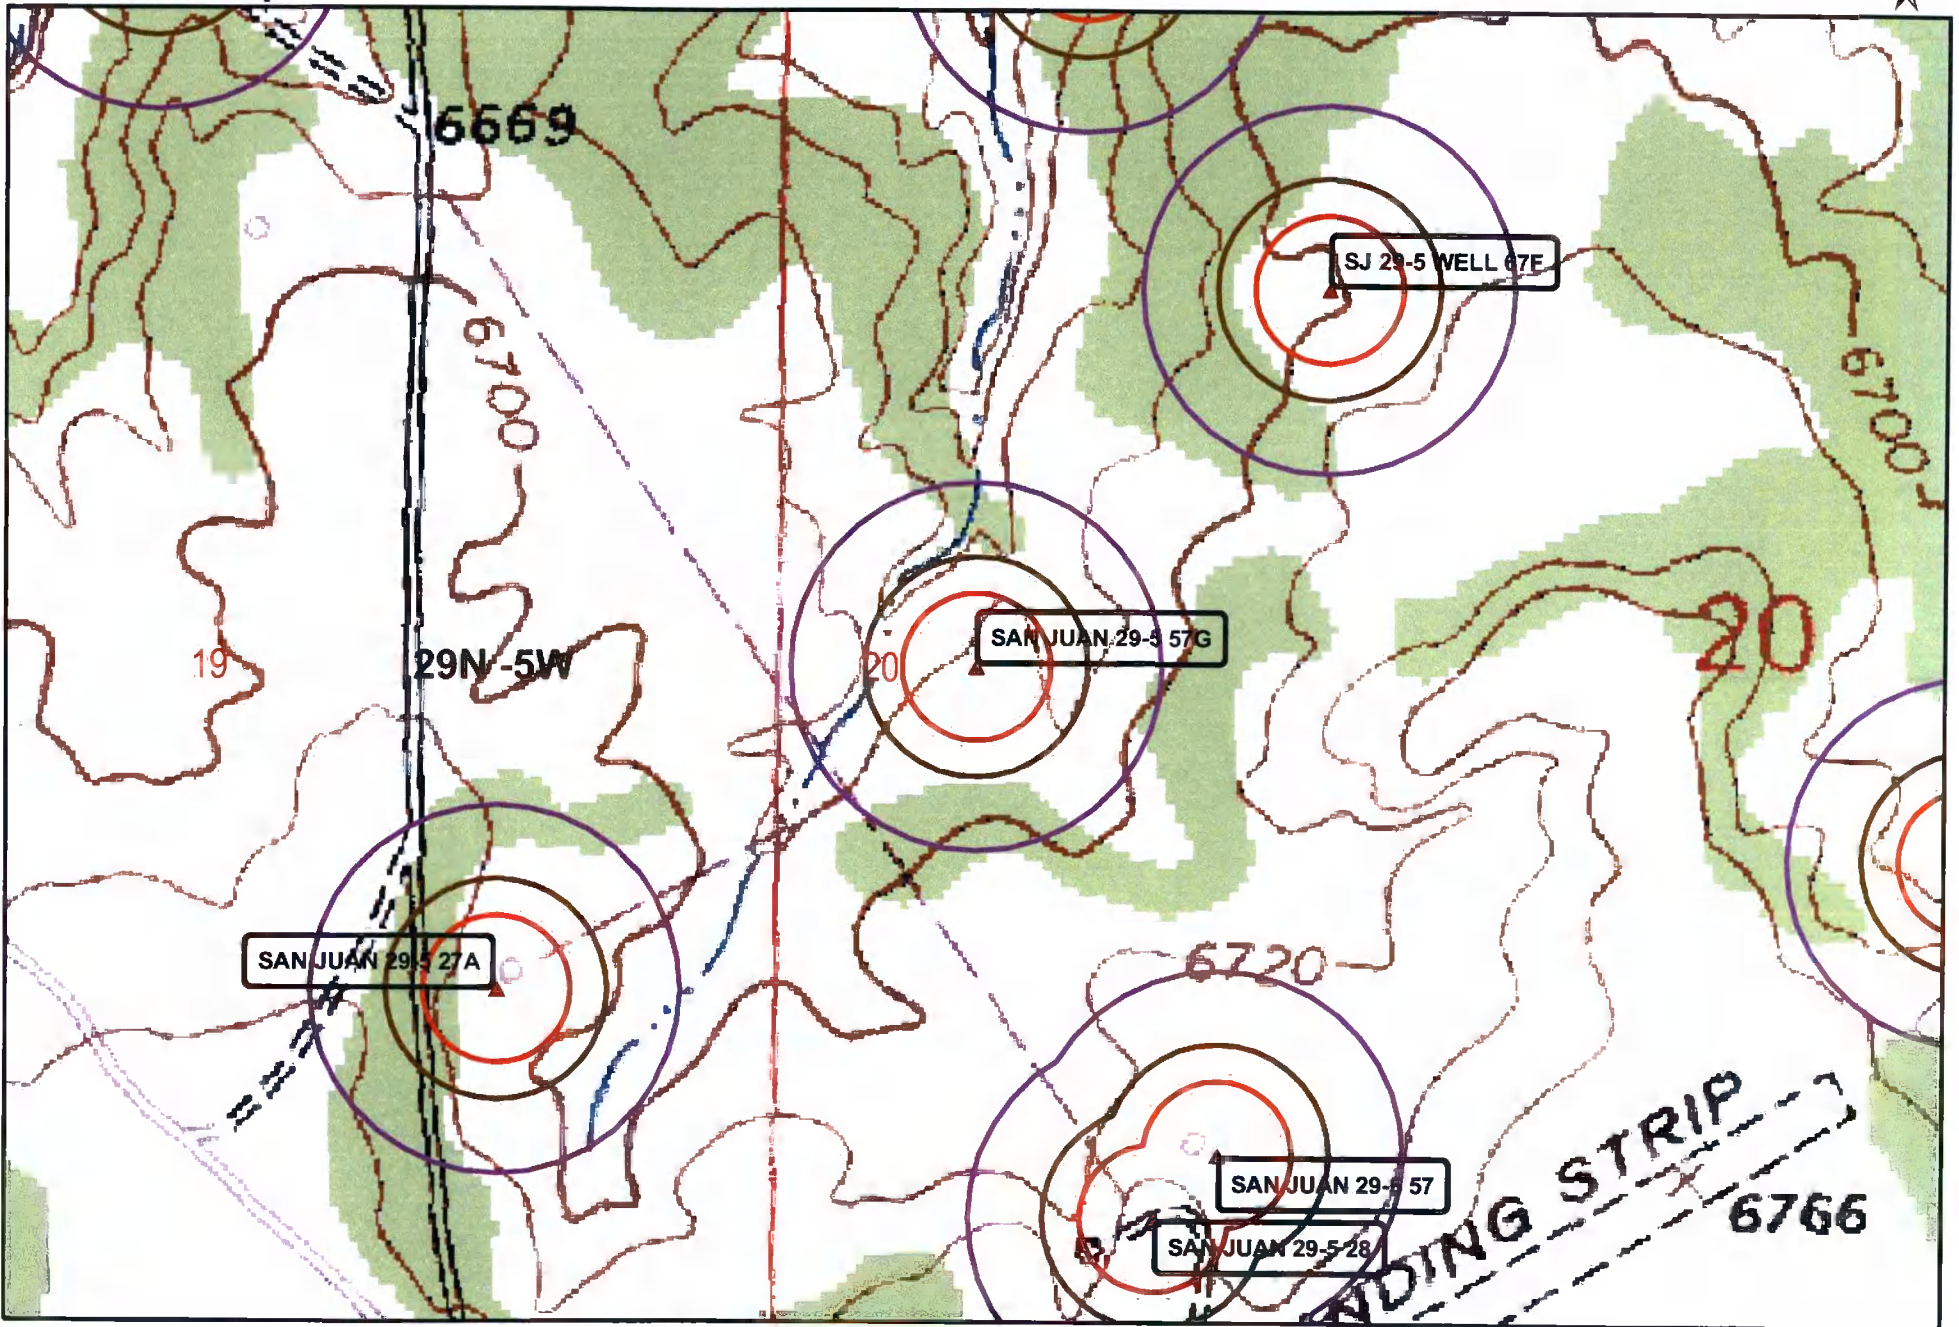 6669
SJ 29-5 WELL 67F
6700
6700
SAN JUAN 29-5 57G
19
29N -5W
20
20
SAN JUAN 29-5 27A
6720
SAN JUAN 29-5 57
SAN JUAN 29-5 28
NDING STRIP
6766